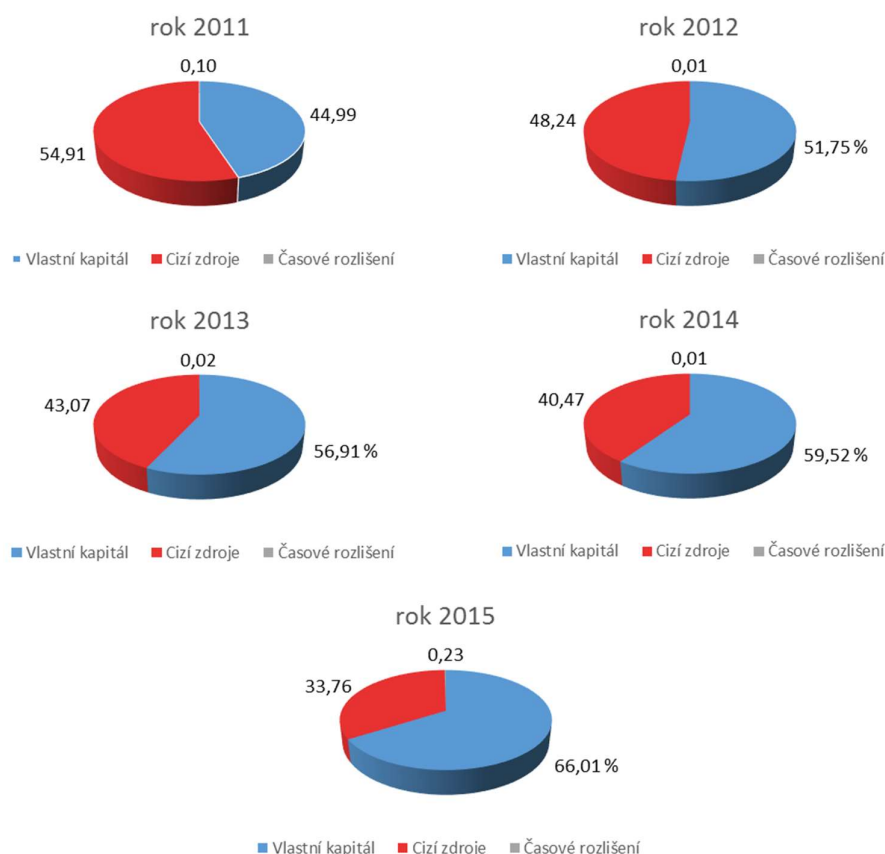 rok 2011
0,10
44,99
54,91
Vlastní kapitál Cizí zdroje Časové rozlišení
rok 2012
0,01
48,24
51,75 %
Vlastní kapitál Cizí zdroje Časové rozlišení
rok 2013
0,02
43,07
56,91 %
Vlastní kapitál Cizí zdroje Časové rozlišení
rok 2014
0,01
40,47
59,52 %
Vlastní kapitál Cizí zdroje Časové rozlišení
rok 2015
0,23
33,76
66,01 %
Vlastní kapitál Cizí zdroje Časové rozlišení